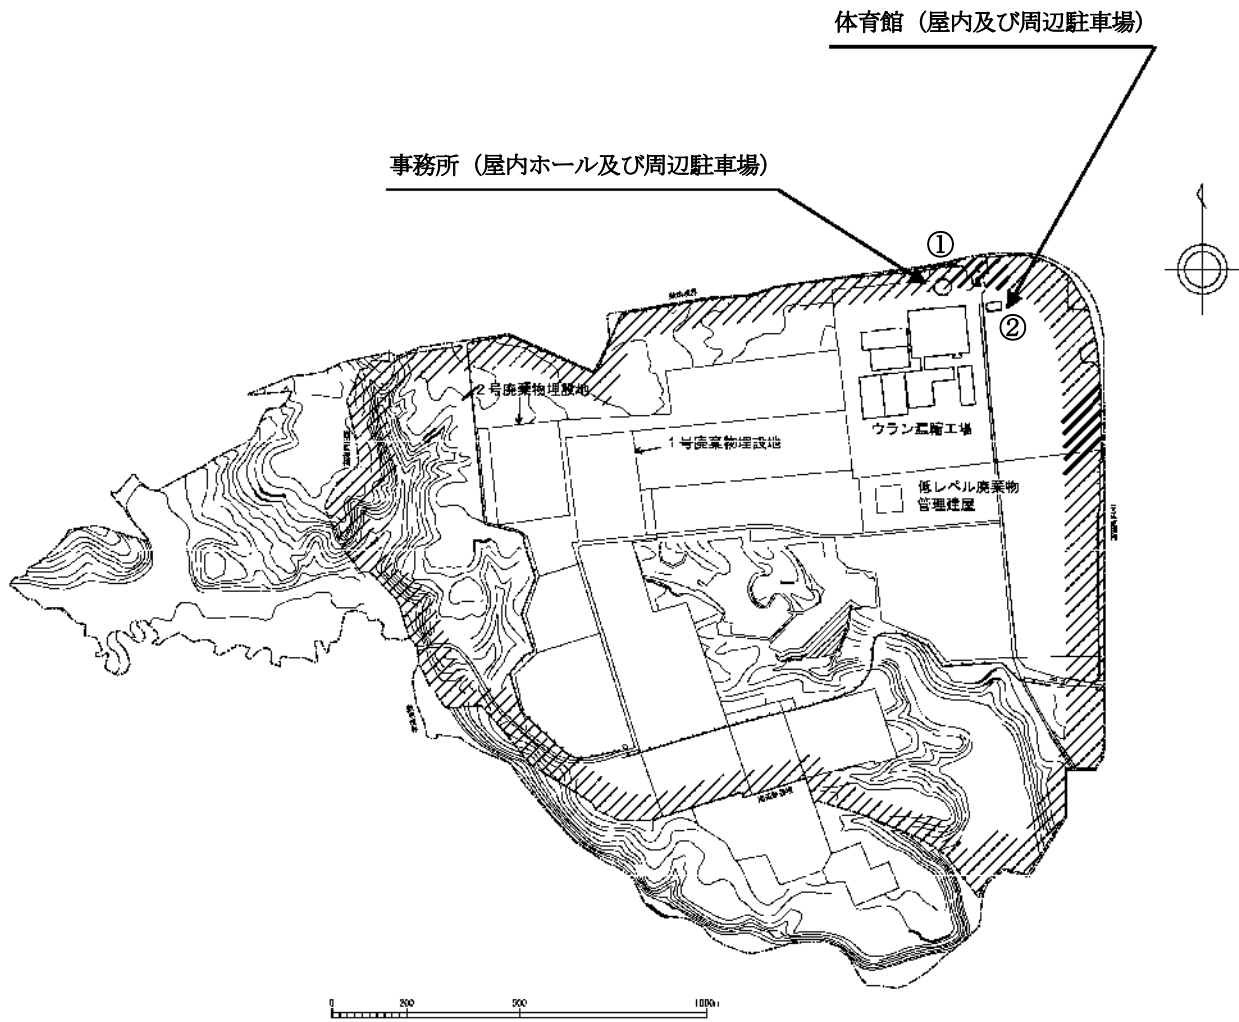 体育館（屋内及び周辺駐車場）
事務所（屋内ホール及び周辺駐車場）
①
②
２号廃棄物埋設地
１号廃棄物埋設地
ウラン濃縮工場
低レベル廃棄物
管理建屋
0 200 500 1000m